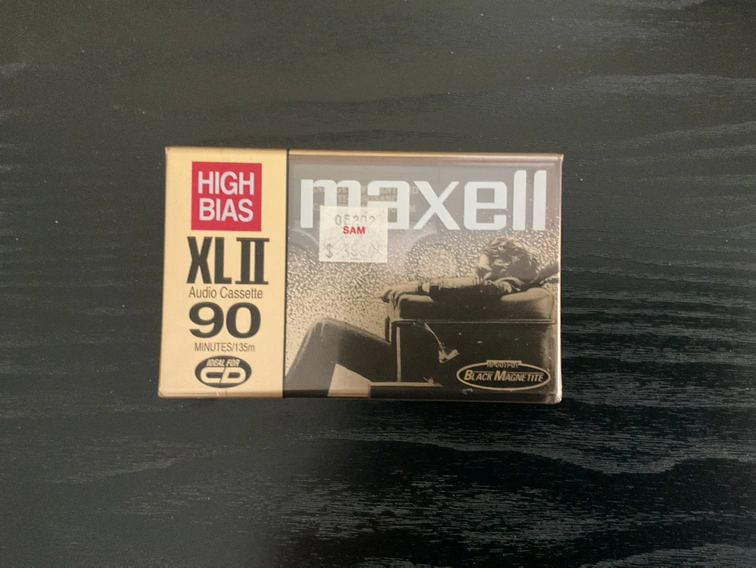 HIGH
BIAS
XL II
Audio Cassette
90
MINUTES/135m
IDEAL FOR
CD
maxell
SAM
$
BLACK MAGNETITE